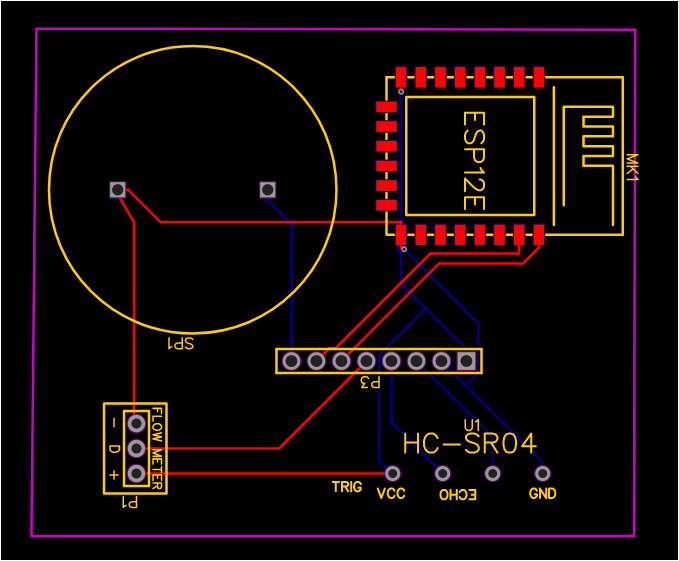 ESP12E
MK1
SP1
P3
FLOW METER
- D +
P1
U1
HC-SR04
TRIG VCC ECHO GND